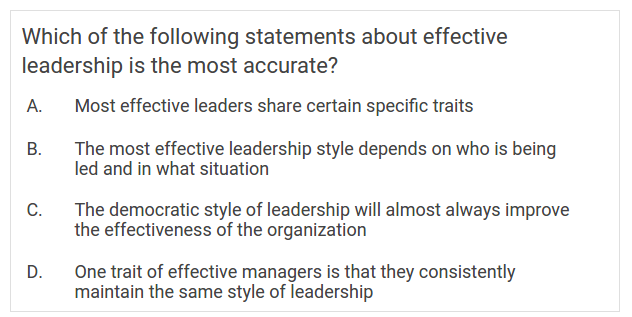 Which of the following statements about effective
leadership is the most accurate?
A. Most effective leaders share certain specific traits
B. The most effective leadership style depends on who is being
led and in what situation
C. The democratic style of leadership will almost always improve
the effectiveness of the organization
D. One trait of effective managers is that they consistently
maintain the same style of leadership